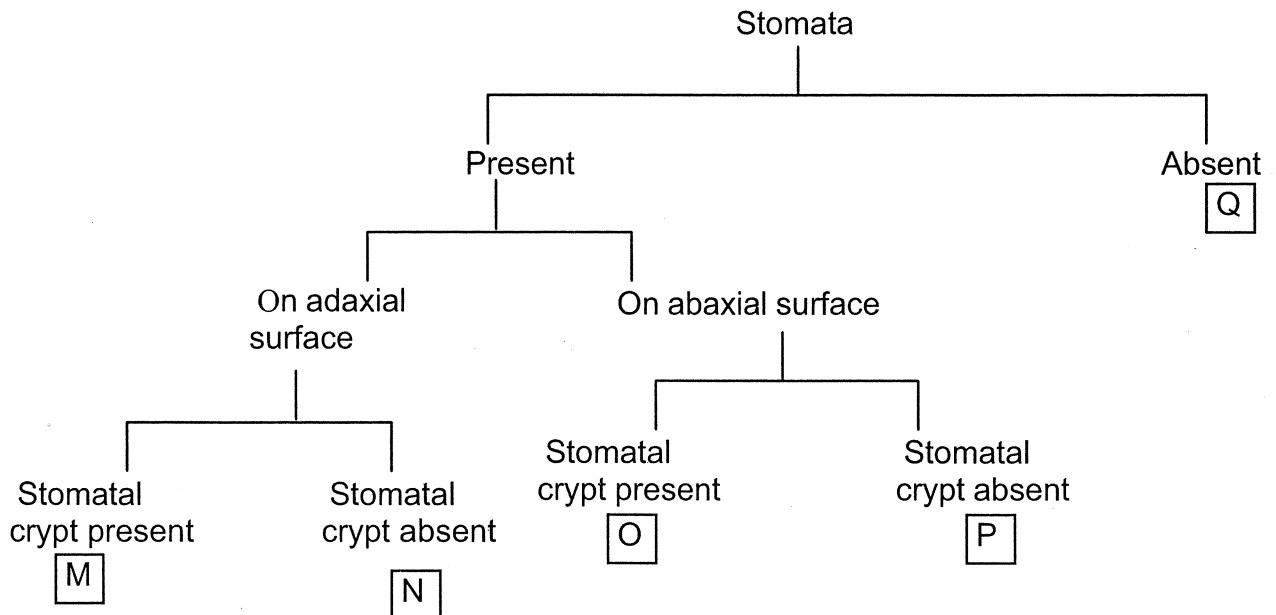 Stomata
Present
Absent
Q
On adaxial
surface
On abaxial surface
Stomatal
crypt present
O
Stomatal
crypt absent
P
Stomatal
crypt present
M
Stomatal
crypt absent
N